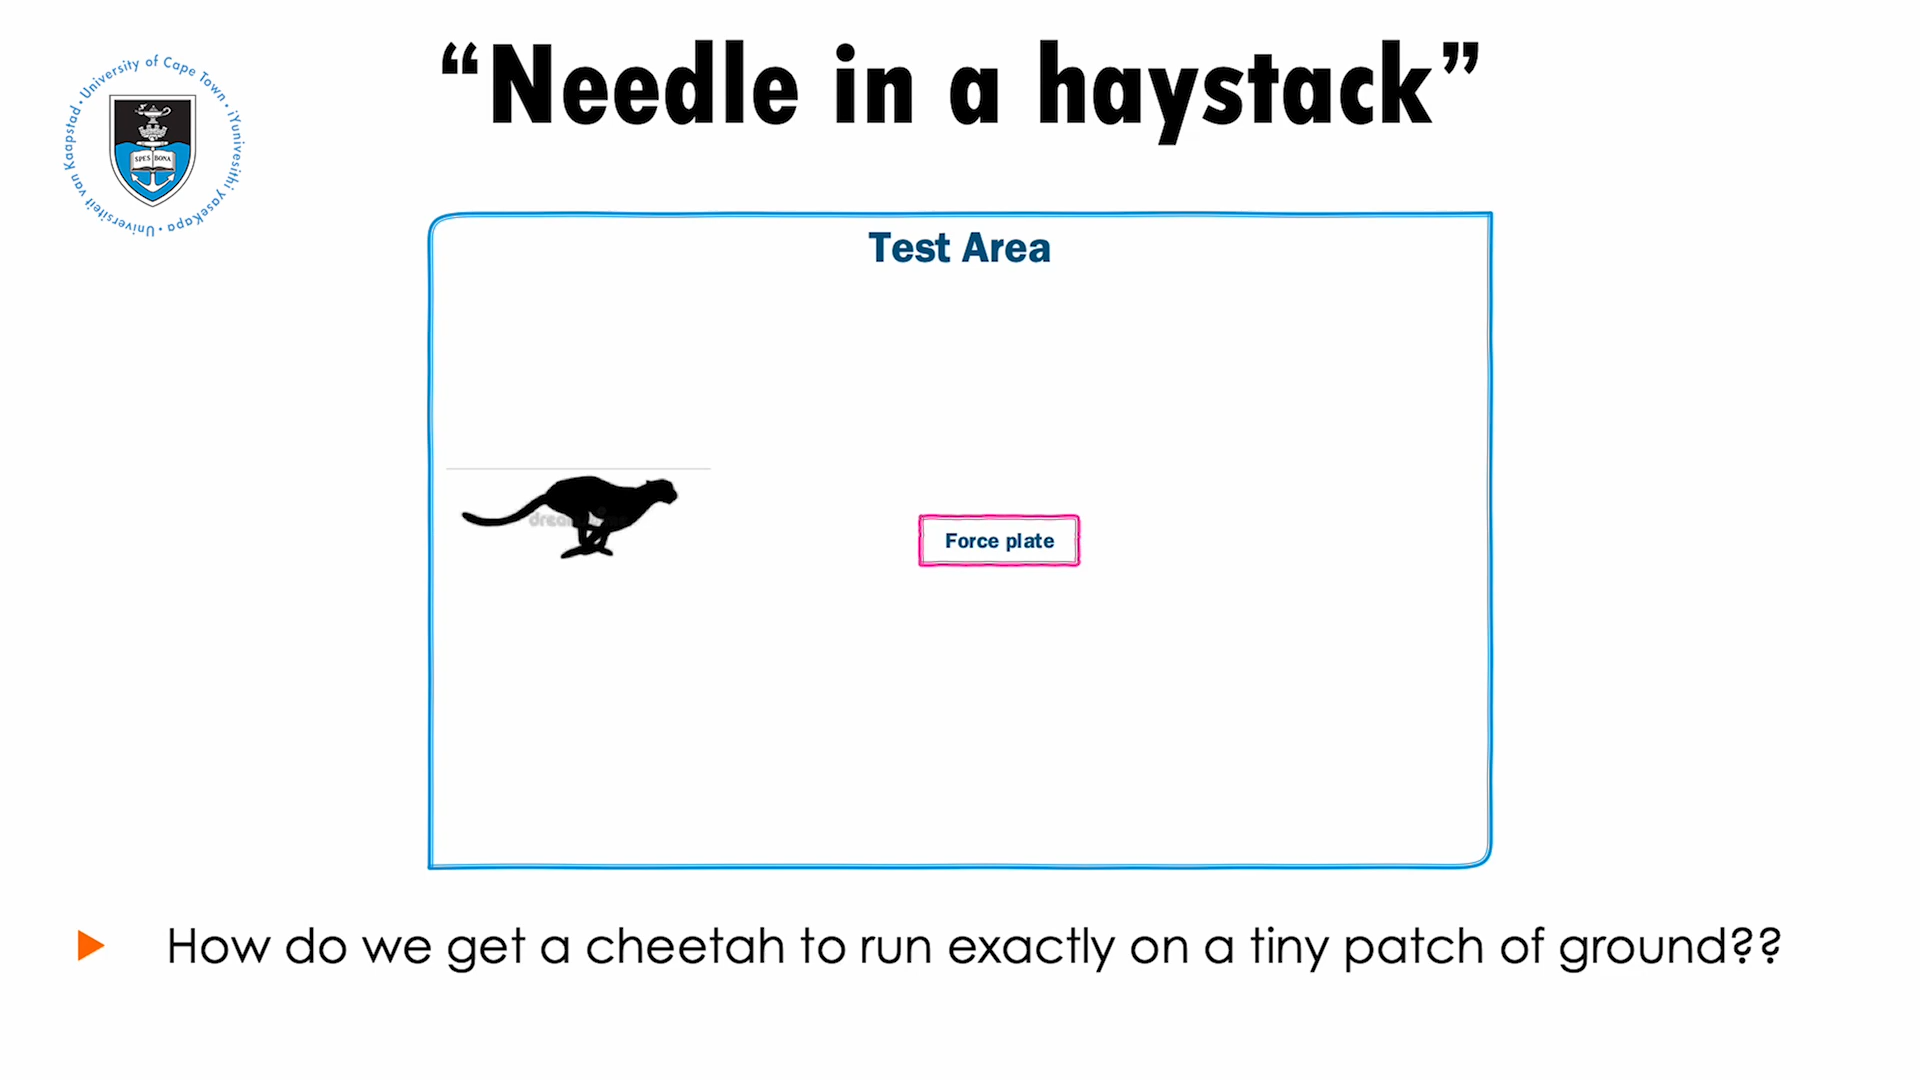 “Needle in a haystack”
Universiteit van Kaapstad • University of Cape Town • iYunivesithi yaseKapa •
SPES BONA
Test Area
Force plate
How do we get a cheetah to run exactly on a tiny patch of ground??